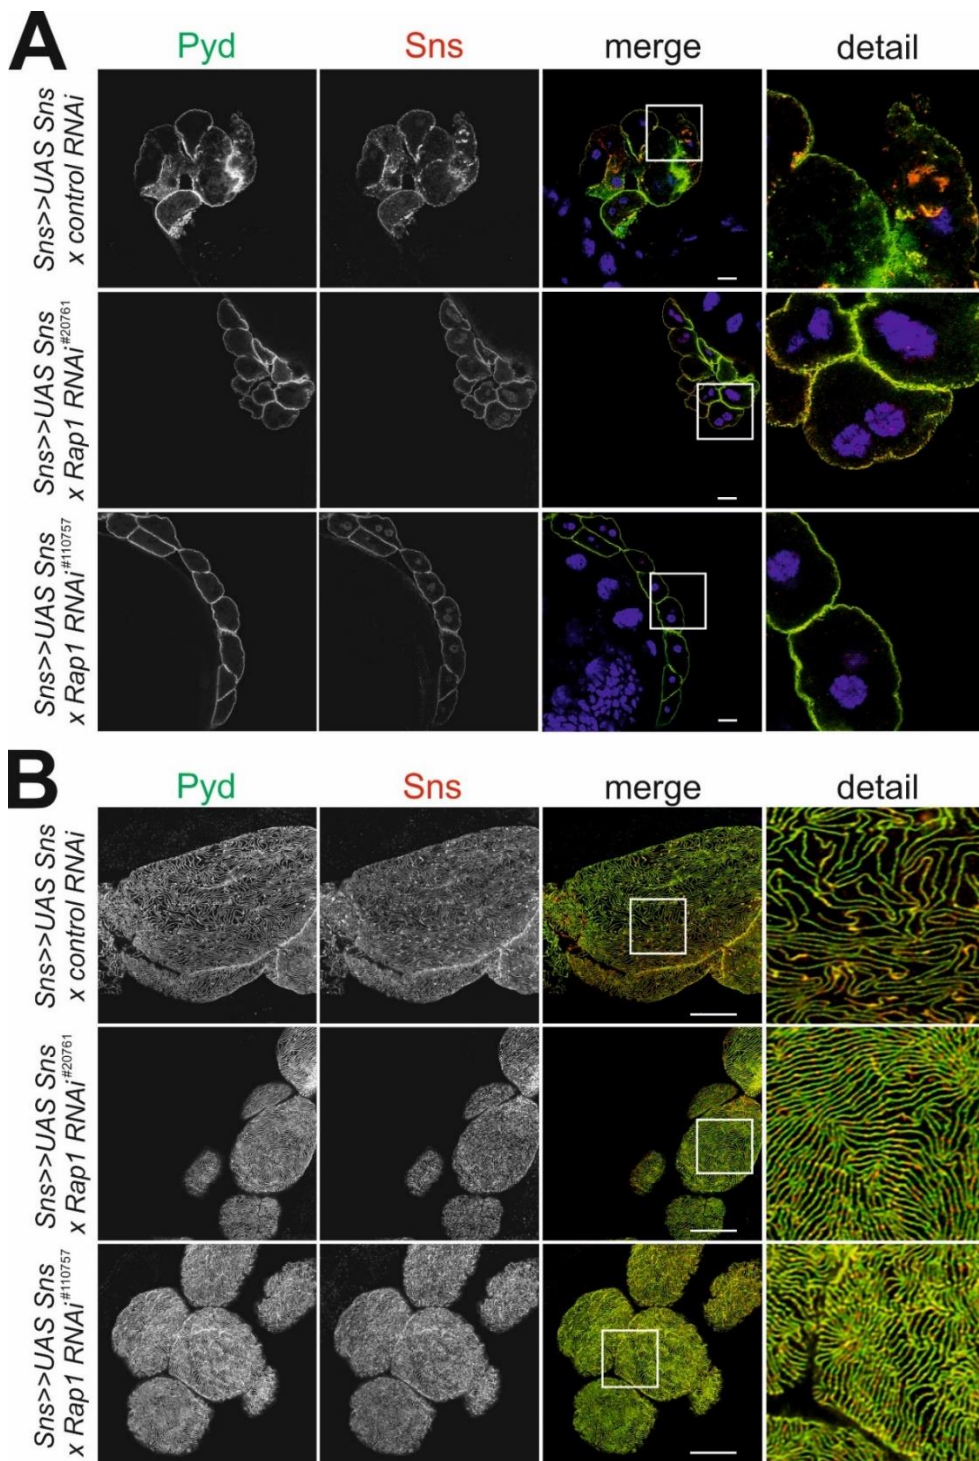 A
Pyd Sns merge detail
Sns>>UAS Sns
x control RNAi
Sns>>UAS Sns
x Rap1 RNAi#20761
Sns>>UAS Sns
x Rap1 RNAi#110757
B
Pyd Sns merge detail
Sns>>UAS Sns
x control RNAi
Sns>>UAS Sns
x Rap1 RNAi#20761
Sns>>UAS Sns
x Rap1 RNAi#110757